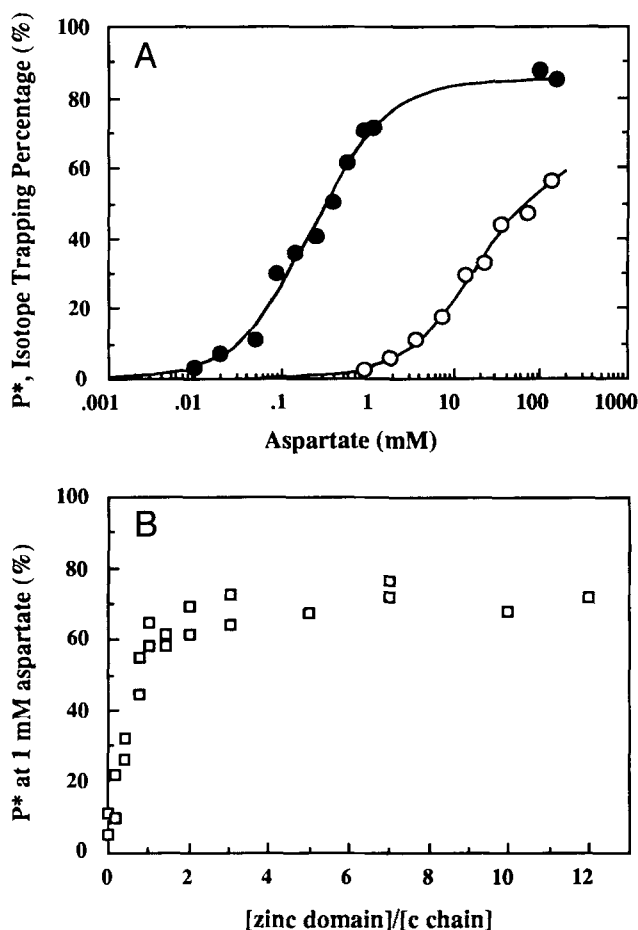 A
P*, Isotope Trapping Percentage (%)
100
80
60
40
20
0
.001 .01 .1 1 10 100 1000
Aspartate (mM)
B
P* at 1 mM aspartate (%)
100
80
60
40
20
0
0 2 4 6 8 10 12
[zinc domain]/[c chain]